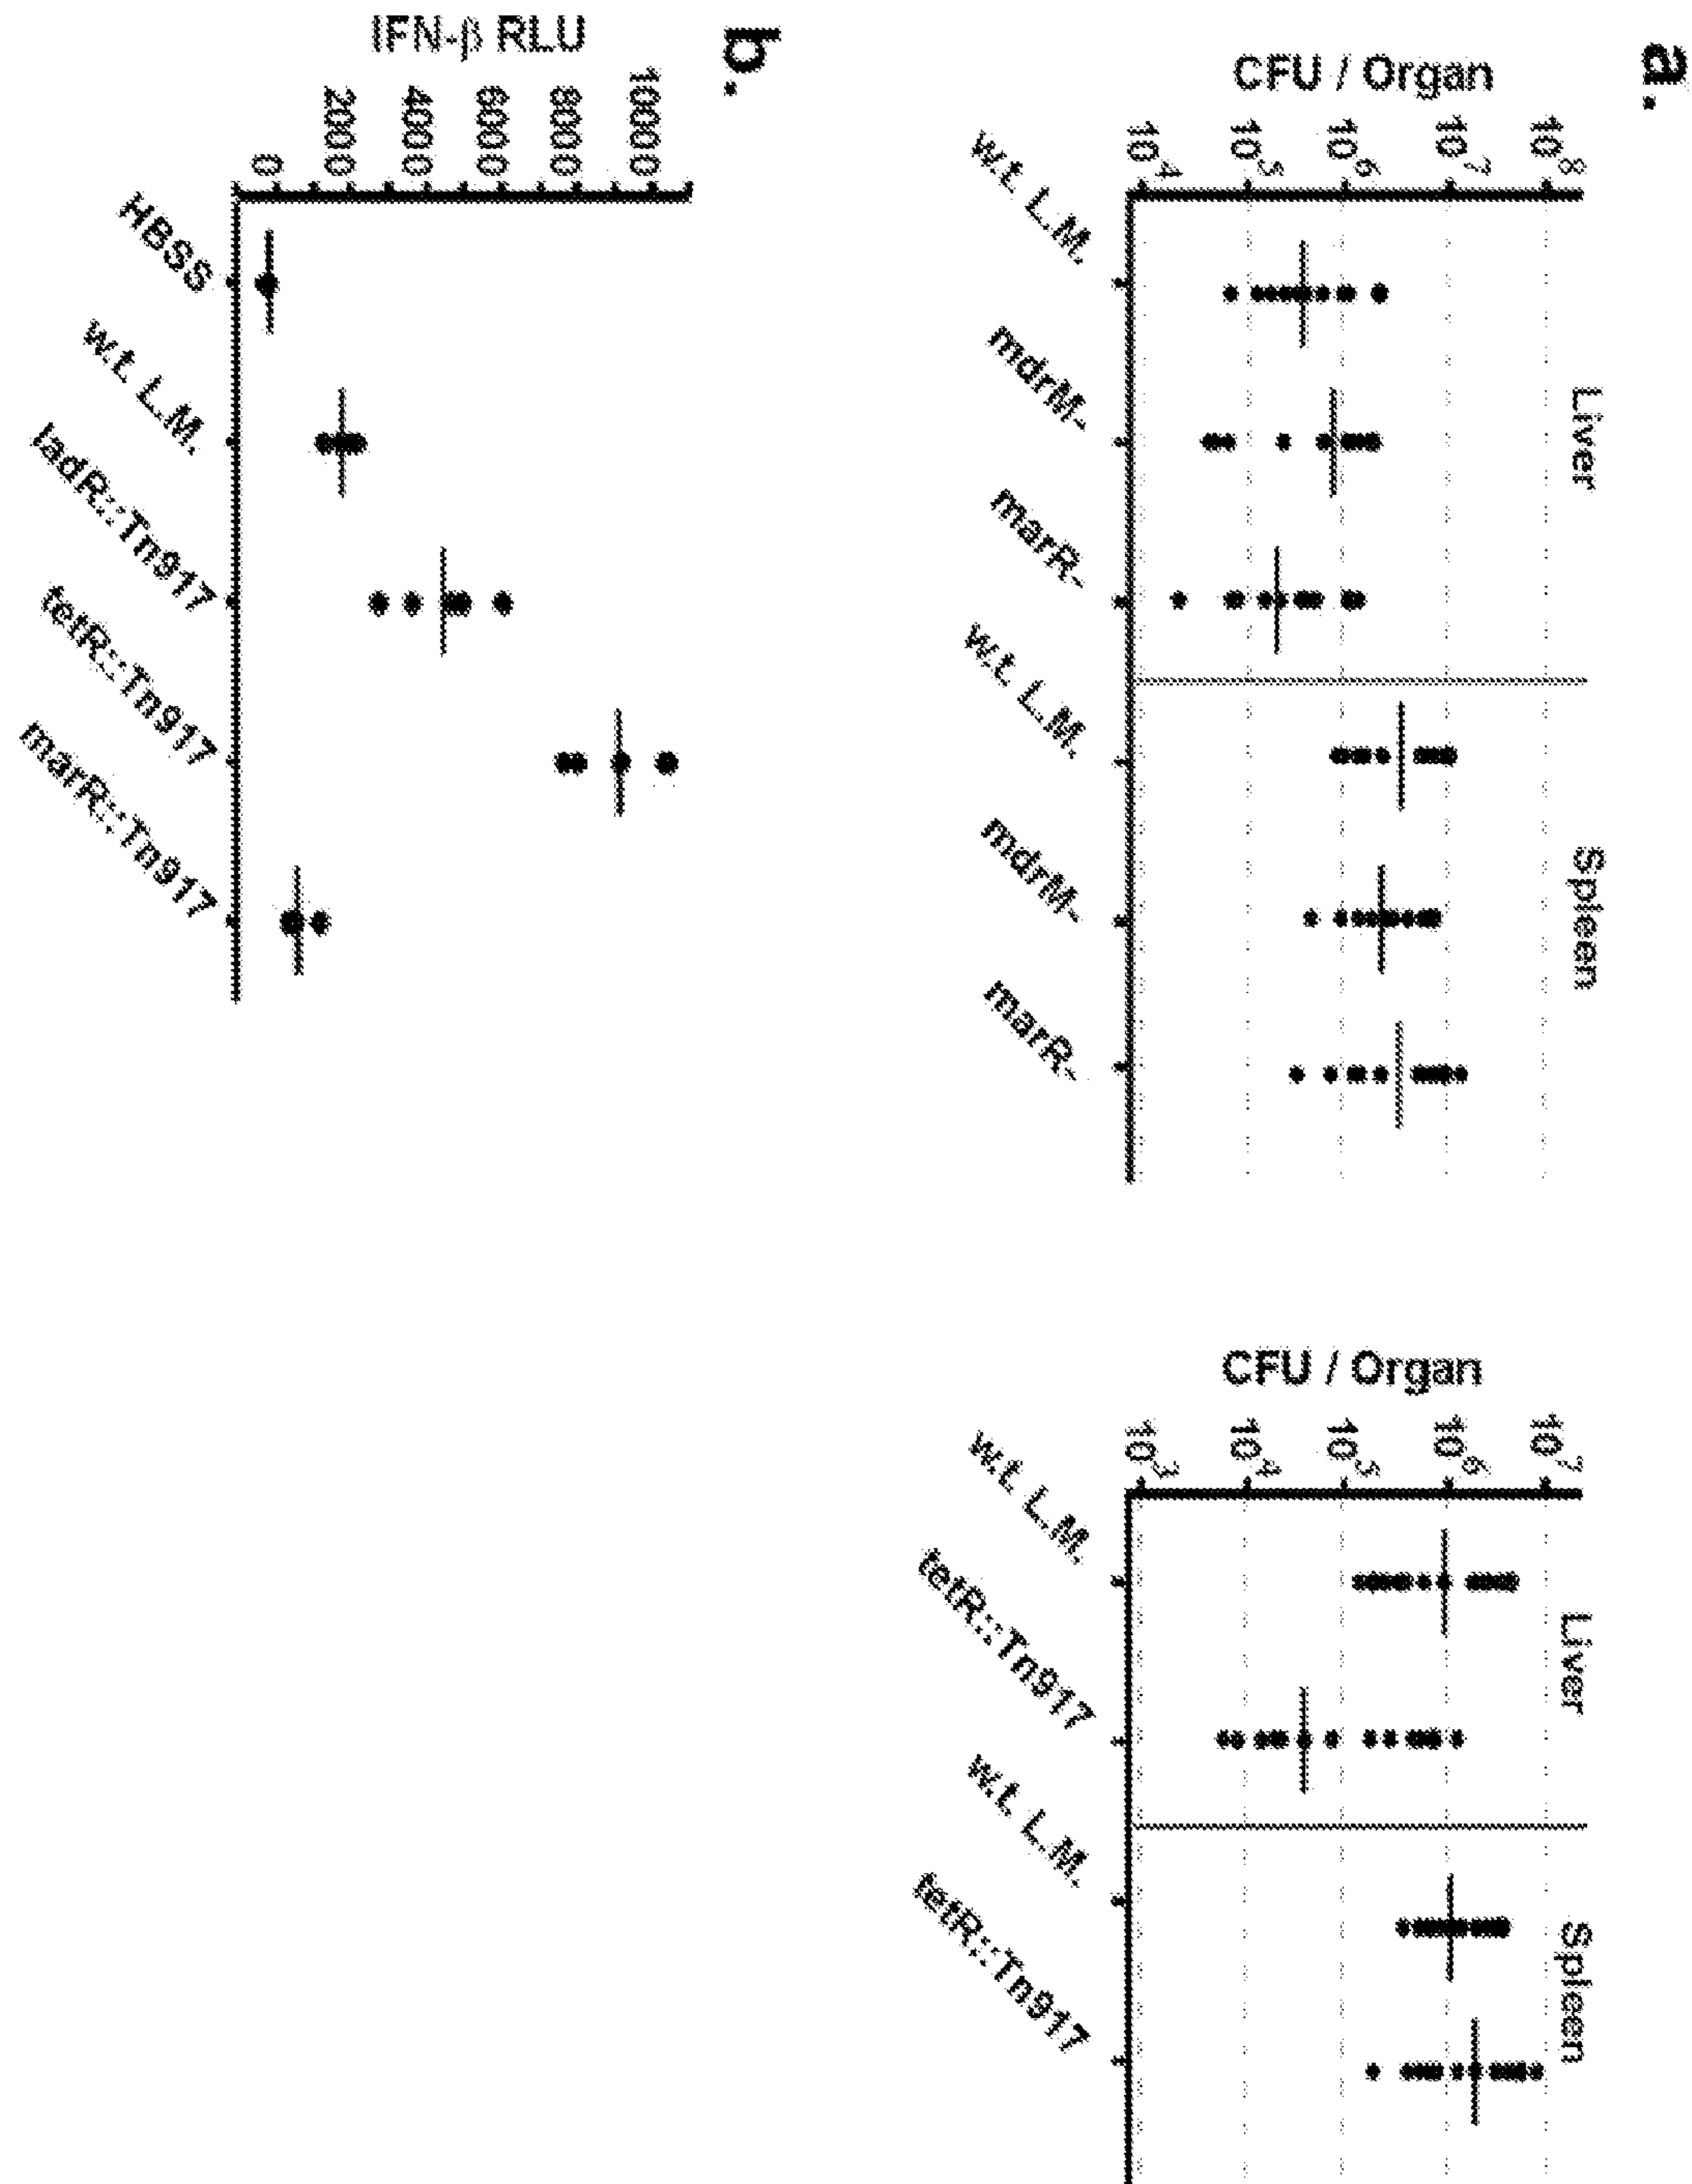 a.
CFU / Organ
10^8
10^7
10^6
10^5
10^4
Liver
Spleen
w.t. L.M.
mdrM-
marR-
w.t. L.M.
mdrM-
marR-
CFU / Organ
10^7
10^6
10^5
10^4
10^3
Liver
Spleen
w.t. L.M.
tetR::Tn917
w.t. L.M.
tetR::Tn917
b.
IFN-β RLU
10000
8000
6000
4000
2000
0
HBSS
w.t. L.M.
ladR::Tn917
tetR::Tn917
marR::Tn917